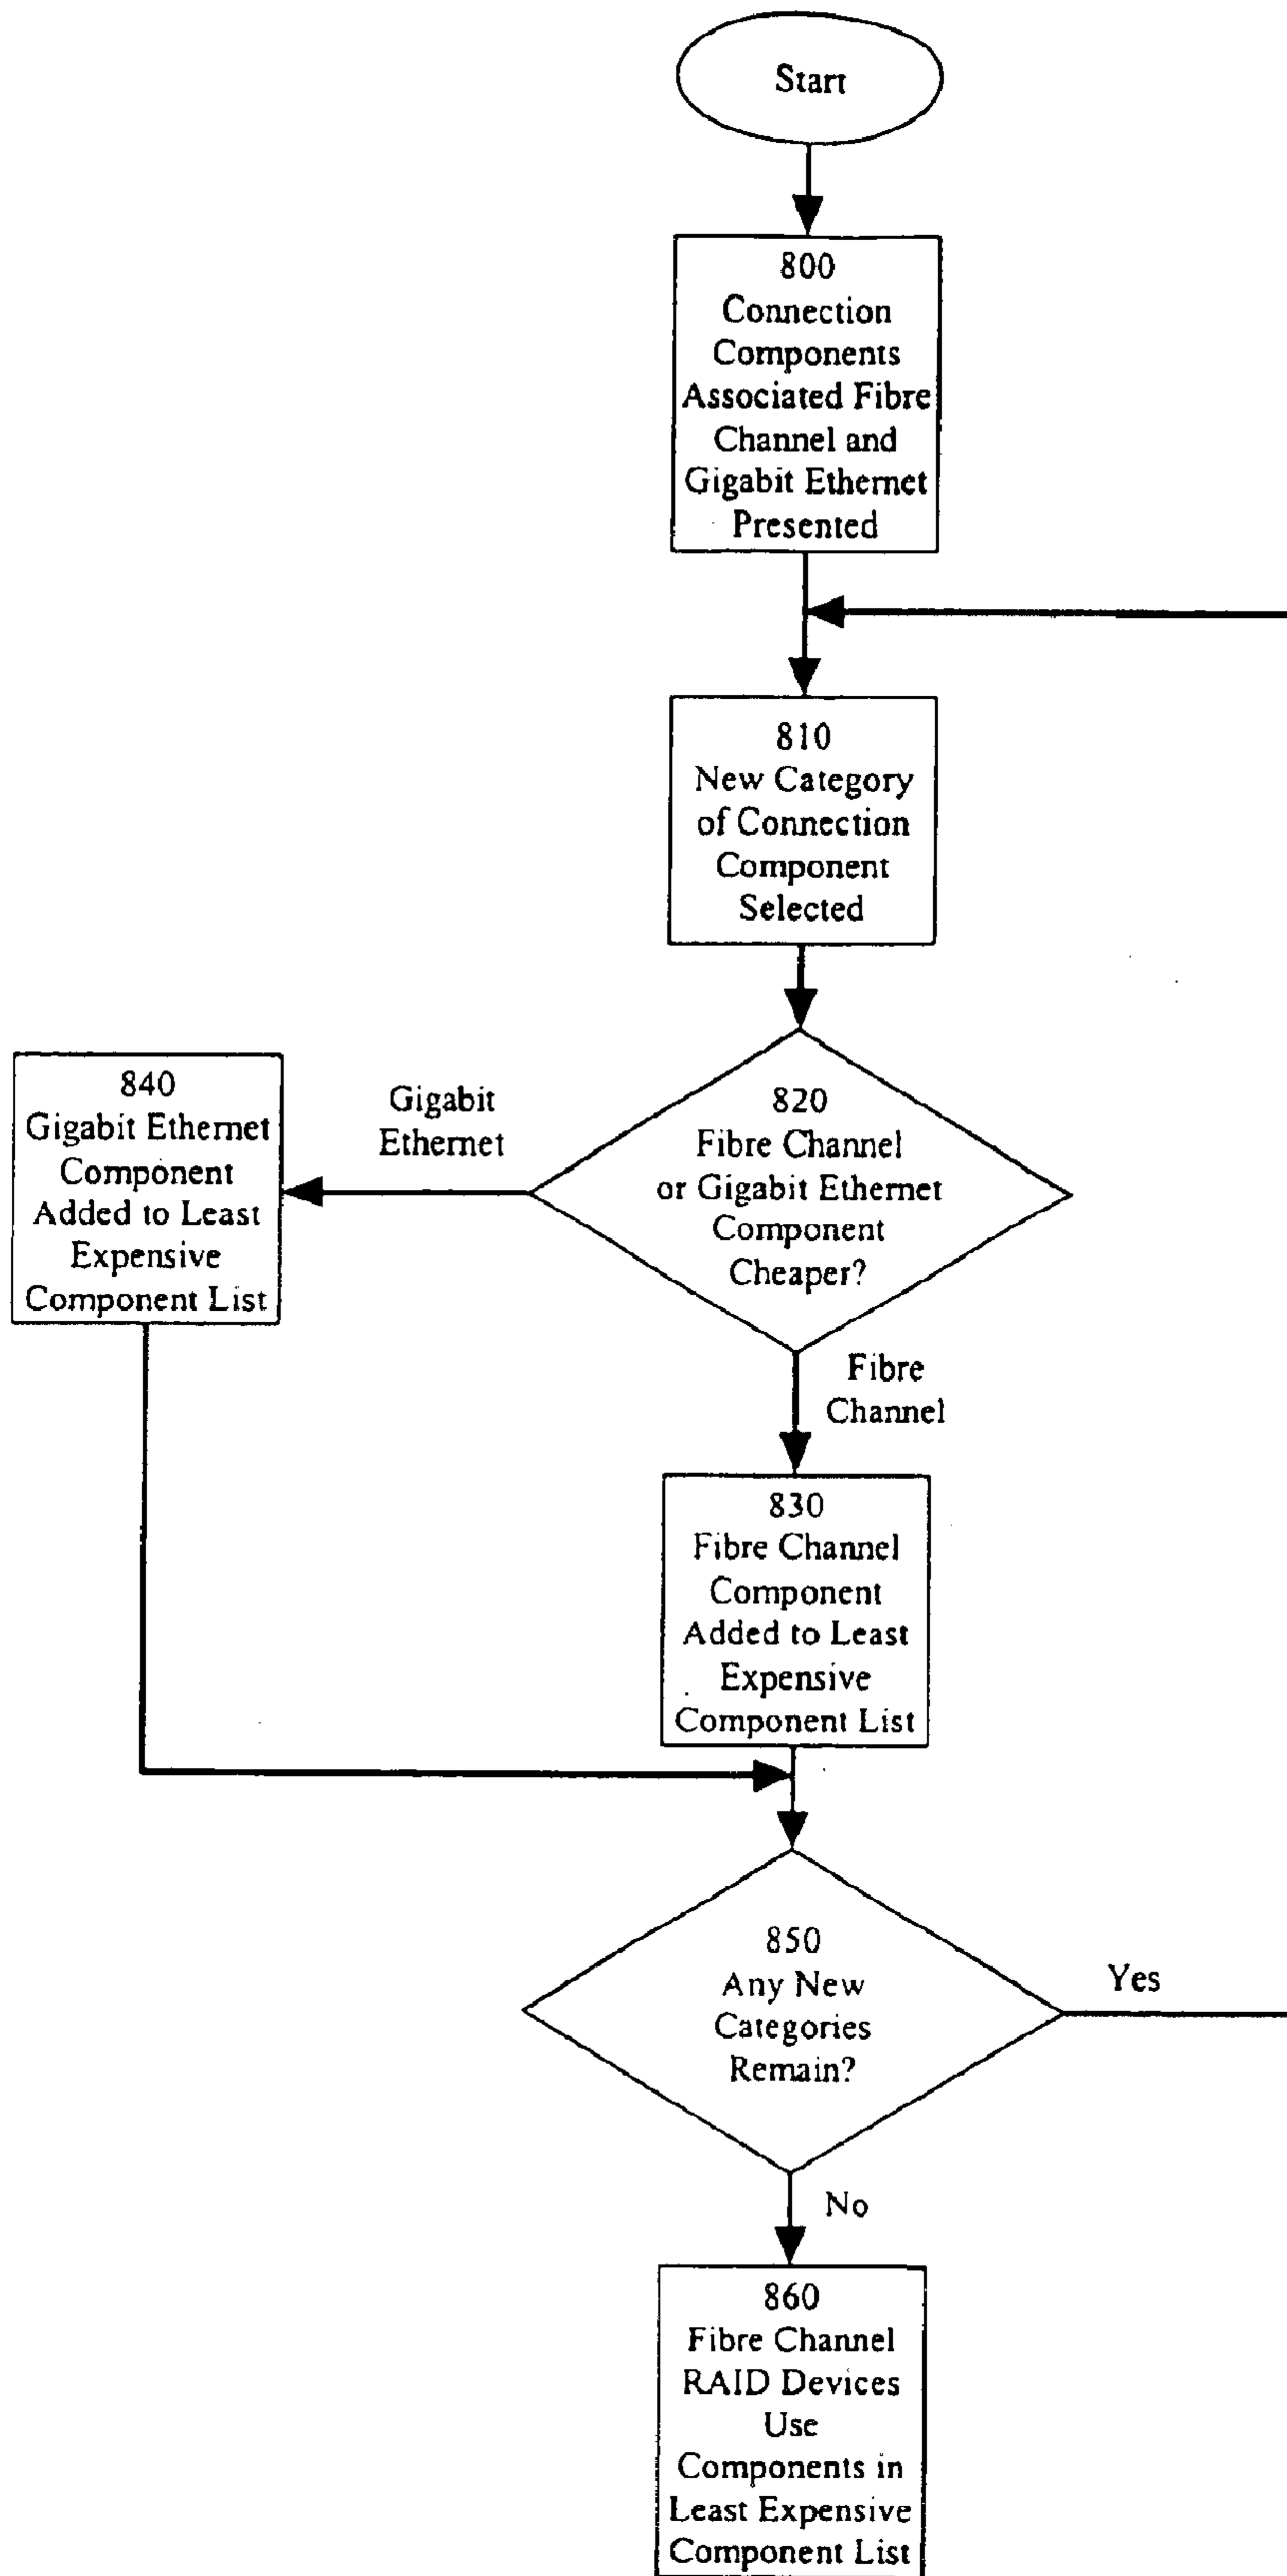 Start
800
Connection
Components
Associated Fibre
Channel and
Gigabit Ethernet
Presented
810
New Category
of Connection
Component
Selected
820
Fibre Channel
or Gigabit Ethernet
Component
Cheaper?
Gigabit
Ethernet
840
Gigabit Ethernet
Component
Added to Least
Expensive
Component List
Fibre
Channel
830
Fibre Channel
Component
Added to Least
Expensive
Component List
850
Any New
Categories
Remain?
Yes
No
860
Fibre Channel
RAID Devices
Use
Components in
Least Expensive
Component List